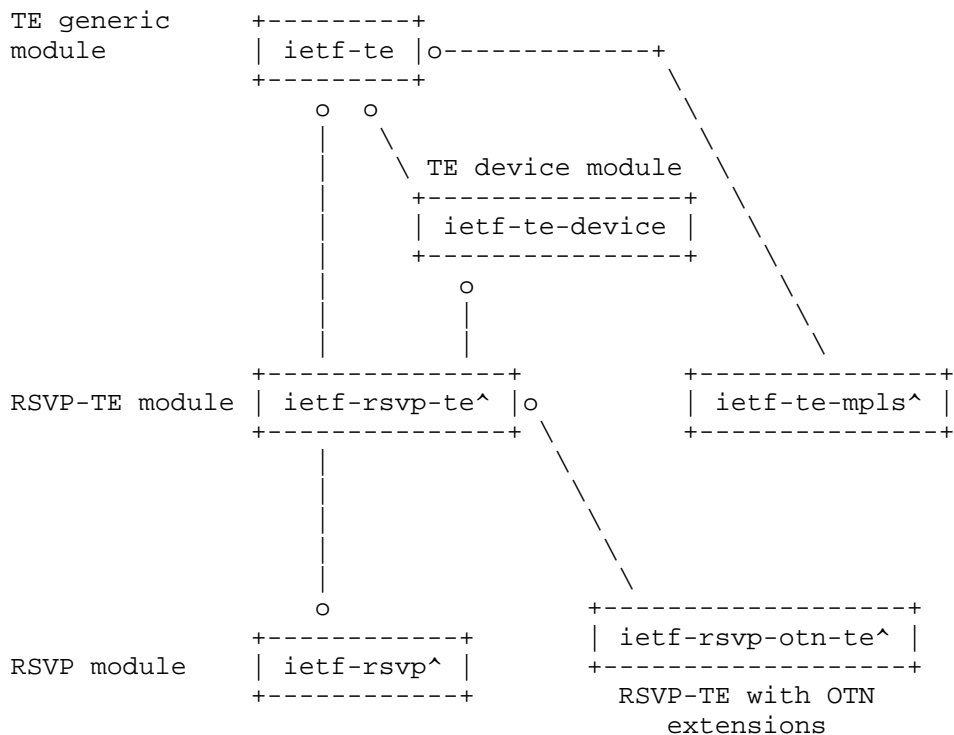 TE generic
module
ietf-te
TE device module
ietf-te-device
RSVP-TE module
ietf-rsvp-te^
ietf-te-mpls^
RSVP module
ietf-rsvp^
ietf-rsvp-otn-te^
RSVP-TE with OTN
extensions